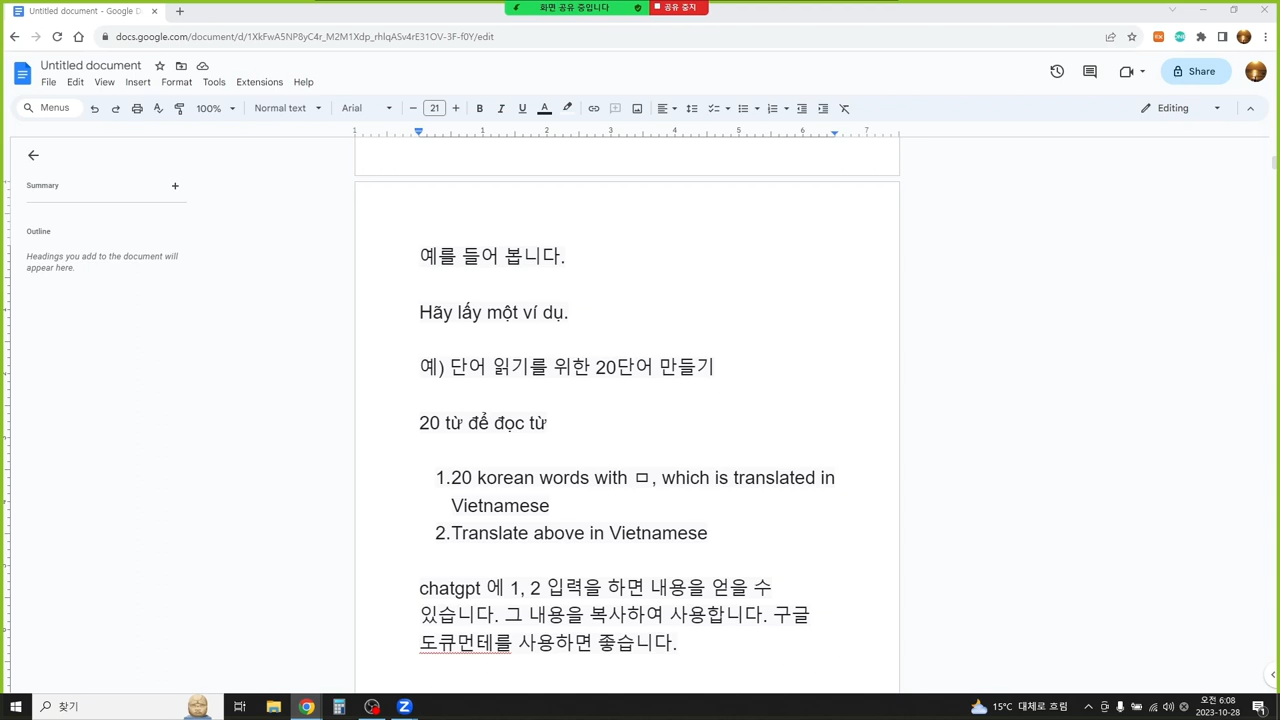 화면 공유 중입니다
공유 중지
Untitled document - Google D
docs.google.com/document/d/1XkFwA5NP8yC4r_M2M1Xdp_rhlqASv4rE31OV-3F-f0Y/edit
Untitled document
File Edit View Insert Format Tools Extensions Help
Share
Menus
100%
Normal text
Arial
21
B I U A
Editing
1 1 2 3 4 5 6 7
Summary
Outline
Headings you add to the document will
appear here.
예를 들어 봅니다.
Hãy lấy một ví dụ.
예) 단어 읽기를 위한 20단어 만들기
20 từ để đọc từ
1.20 korean words with ㅁ, which is translated in
Vietnamese
2.Translate above in Vietnamese
chatgpt 에 1, 2 입력을 하면 내용을 얻을 수
있습니다. 그 내용을 복사하여 사용합니다. 구글
도큐먼테를 사용하면 좋습니다.
찾기
15°C 대체로 흐림
오전 6:08
2023-10-28